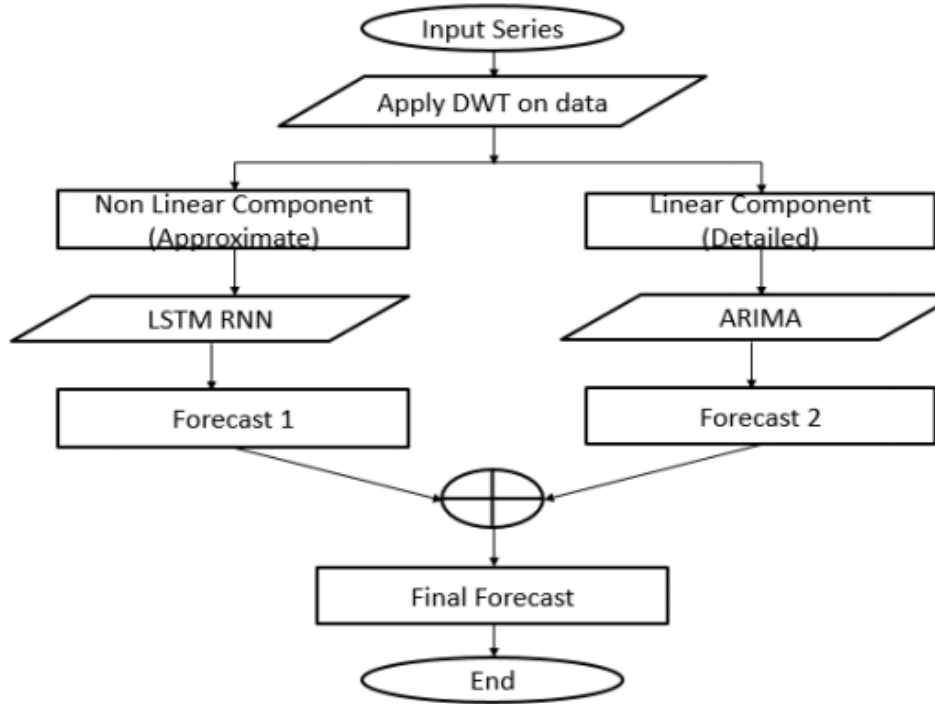 Input Series
Apply DWT on data
Non Linear Component
(Approximate)
Linear Component
(Detailed)
LSTM RNN
ARIMA
Forecast 1
Forecast 2
Final Forecast
End